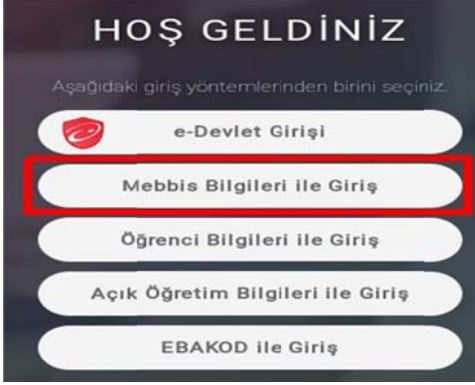 HOŞ GELDİNİZ
Aşağıdaki giriş yöntemlerinden birini seçiniz.
e-Devlet Girişi
Mebbis Bilgileri ile Giriş
Öğrenci Bilgileri ile Giriş
Açık Öğretim Bilgileri ile Giriş
EBAKOD ile Giriş